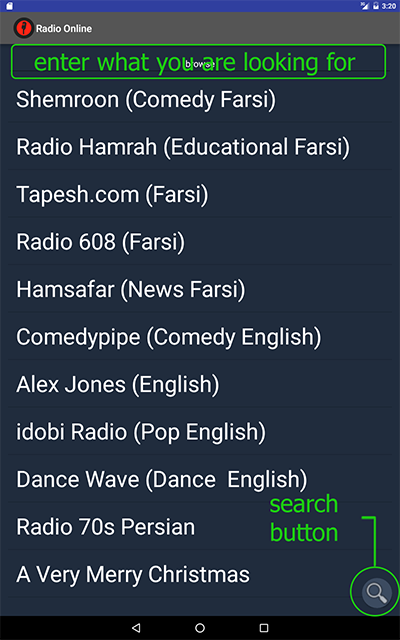 3:20
Radio Online
enter what you are looking for
browse
Shemroon (Comedy Farsi)
Radio Hamrah (Educational Farsi)
Tapesh.com (Farsi)
Radio 608 (Farsi)
Hamsafar (News Farsi)
Comedypipe (Comedy English)
Alex Jones (English)
idobi Radio (Pop English)
Dance Wave (Dance  English)
search
button
Radio 70s Persian
A Very Merry Christmas